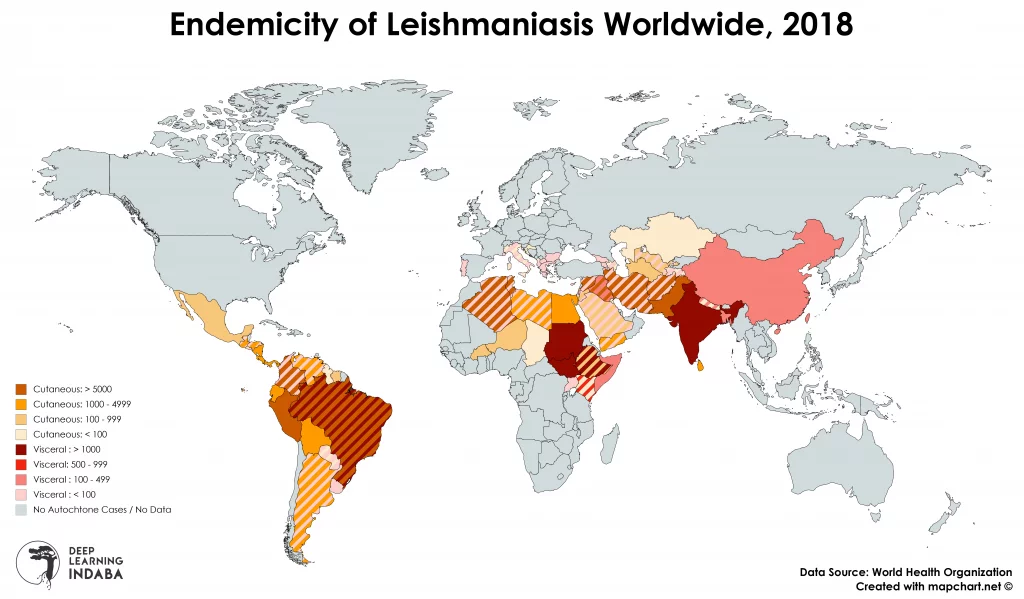 Endemicity of Leishmaniasis Worldwide, 2018
Cutaneous: > 5000
Cutaneous: 1000 - 4999
Cutaneous: 100 - 999
Cutaneous: < 100
Visceral : > 1000
Visceral: 500 - 999
Visceral : 100 - 499
Visceral : < 100
No Autochtone Cases / No Data
DEEP
LEARNING
INDABA
Data Source: World Health Organization
Created with mapchart.net ©